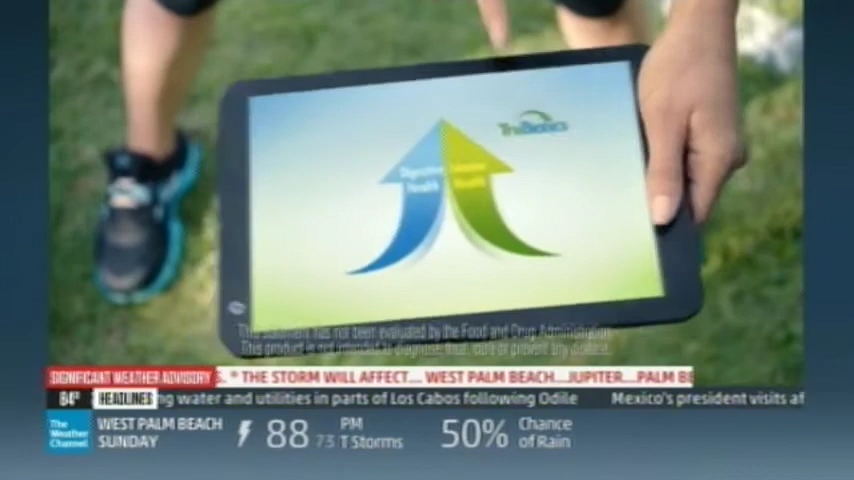 TruBiotics
Digestive Health
Immune Health
This statement has not been evaluated by the Food and Drug Administration.
This product is not intended to diagnose, treat, cure or prevent any disease.
SIGNIFICANT WEATHER ADVISORY S. * THE STORM WILL AFFECT... WEST PALM BEACH...JUPITER...PALM
84° HEADLINES ng water and utilities in parts of Los Cabos following Odile Mexico's president visits af
The Weather Channel
WEST PALM BEACH
SUNDAY
88 73
PM
T Storms
50%
Chance
of Rain